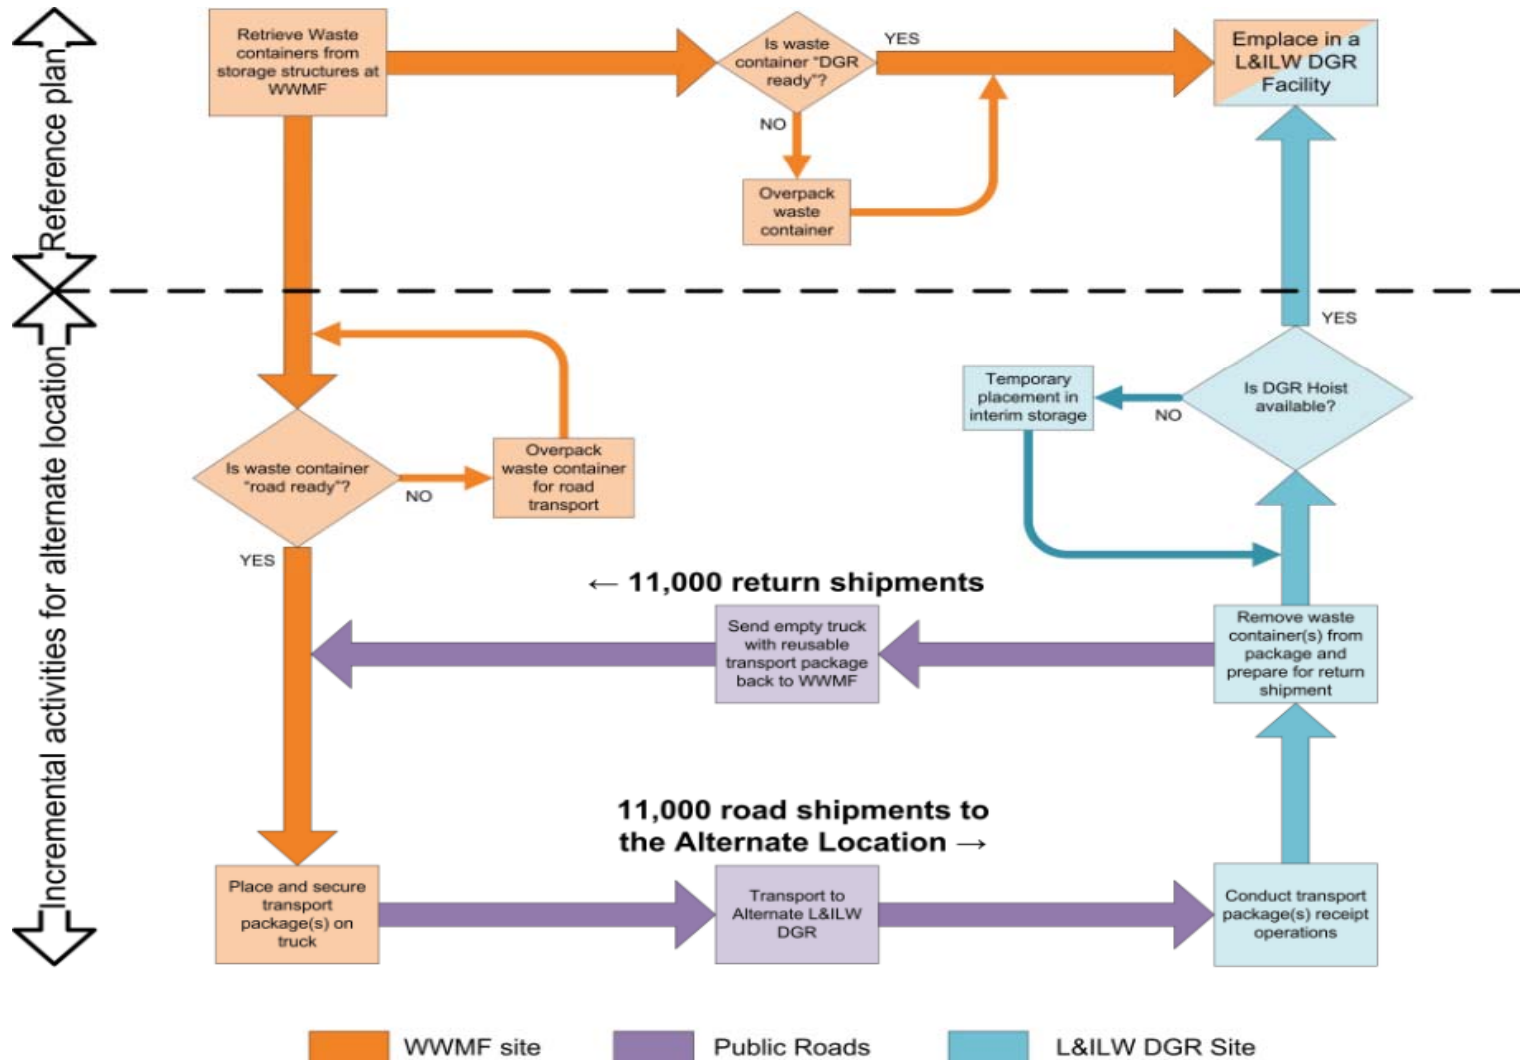 Reference plan
Incremental activities for alternate location
Retrieve Waste
containers from
storage structures at
WWMF
Is waste
container “DGR
ready”?
YES
NO
Overpack
waste
container
Emplace in a
L&ILW DGR
Facility
Is waste container
“road ready”?
NO
YES
Overpack
waste container
for road
transport
Temporary
placement in
interim storage
NO
Is DGR Hoist
available?
YES
← 11,000 return shipments
Send empty truck
with reusable
transport package
back to WWMF
Remove waste
container(s) from
package and
prepare for return
shipment
11,000 road shipments to
the Alternate Location →
Place and secure
transport
package(s) on
truck
Transport to
Alternate L&ILW
DGR
Conduct transport
package(s) receipt
operations
WWMF site
Public Roads
L&ILW DGR Site